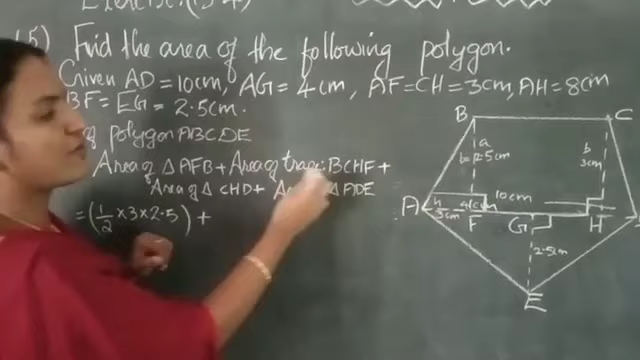 Exercise
5) Find the area of the following polygon.
Given AD = 10cm, AG = 4cm, AF = CH = 3cm, AH = 8cm
BF = EG = 2.5cm.
of polygon ABCDE
Area of △ AFB + Area of trap: BCHF +
Area of △ CHD + △ ADE
= (1/2 × 3 × 2.5) +
B
C
a
b = 2.5cm
b
3cm
10cm
A
h
3cm
4cm
F
G
H
2.5cm
E